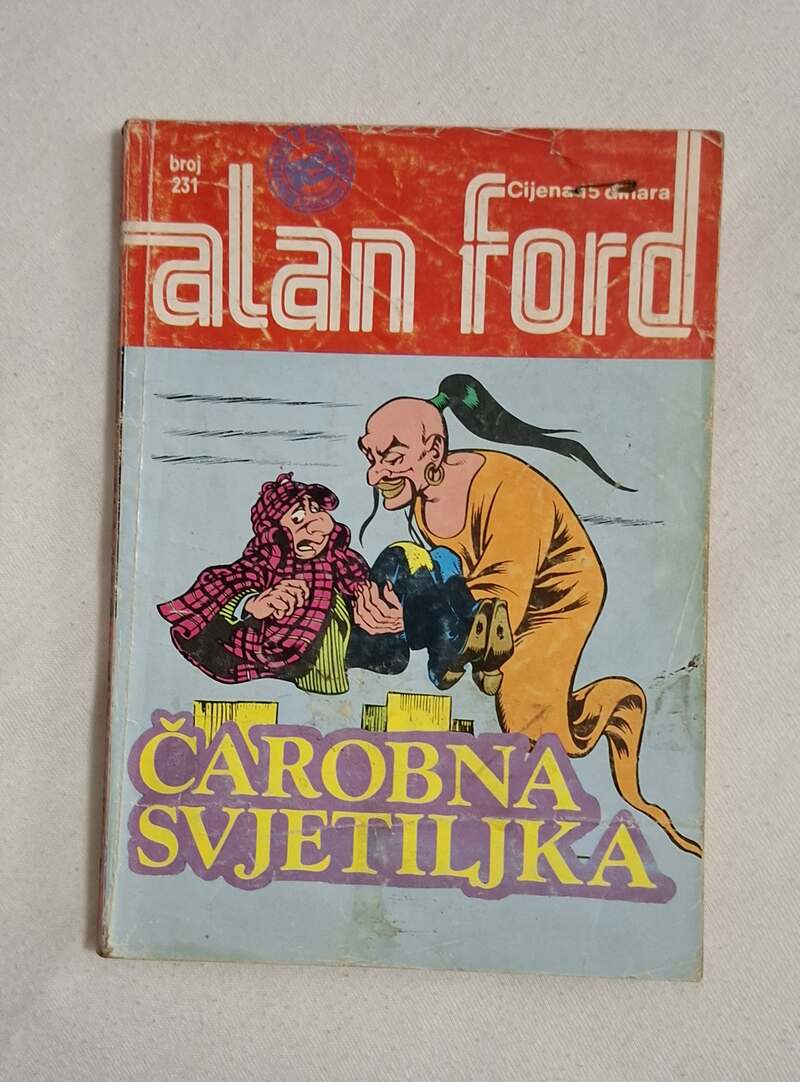 broj
231
Cijena 15 dinara
alan ford
ČAROBNA
SVJETILJKA